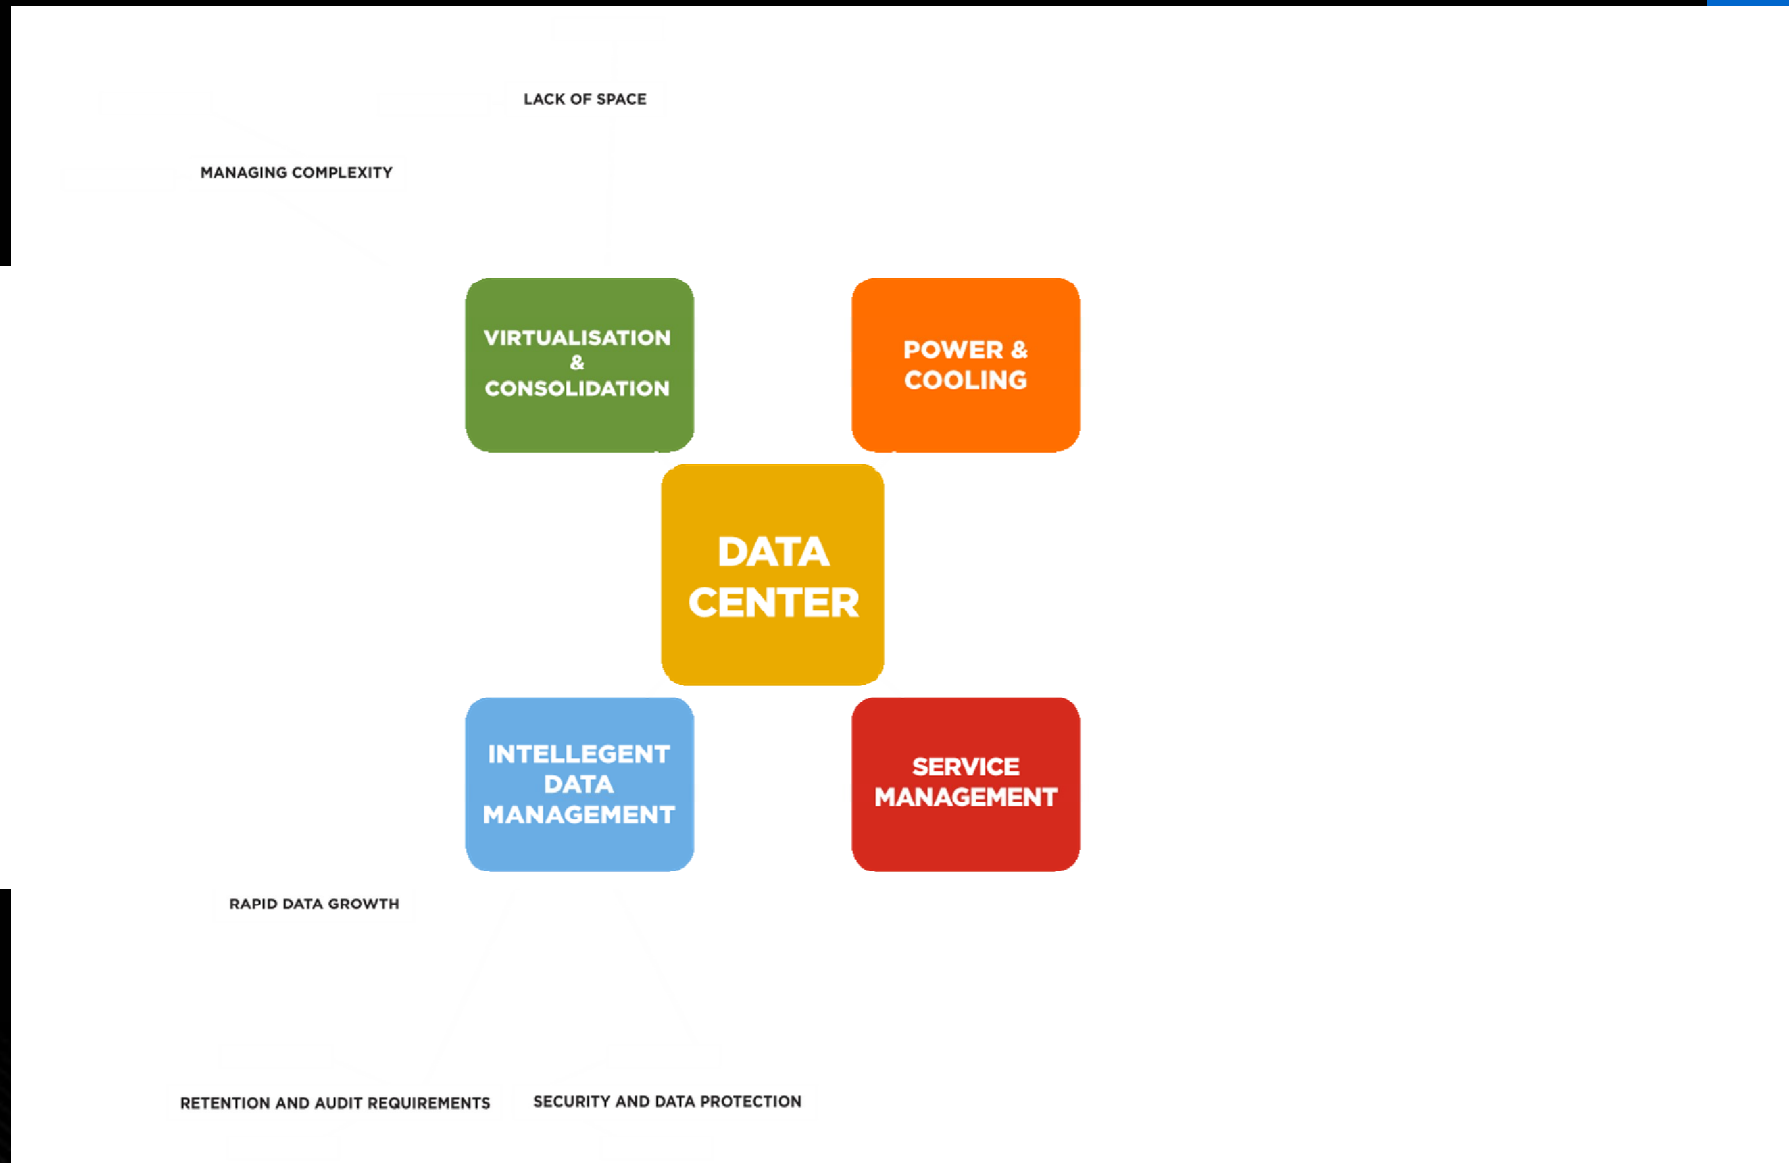 LACK OF SPACE
MANAGING COMPLEXITY
VIRTUALISATION
&
CONSOLIDATION
POWER &
COOLING
DATA
CENTER
INTELLEGENT
DATA
MANAGEMENT
SERVICE
MANAGEMENT
RAPID DATA GROWTH
RETENTION AND AUDIT REQUIREMENTS
SECURITY AND DATA PROTECTION